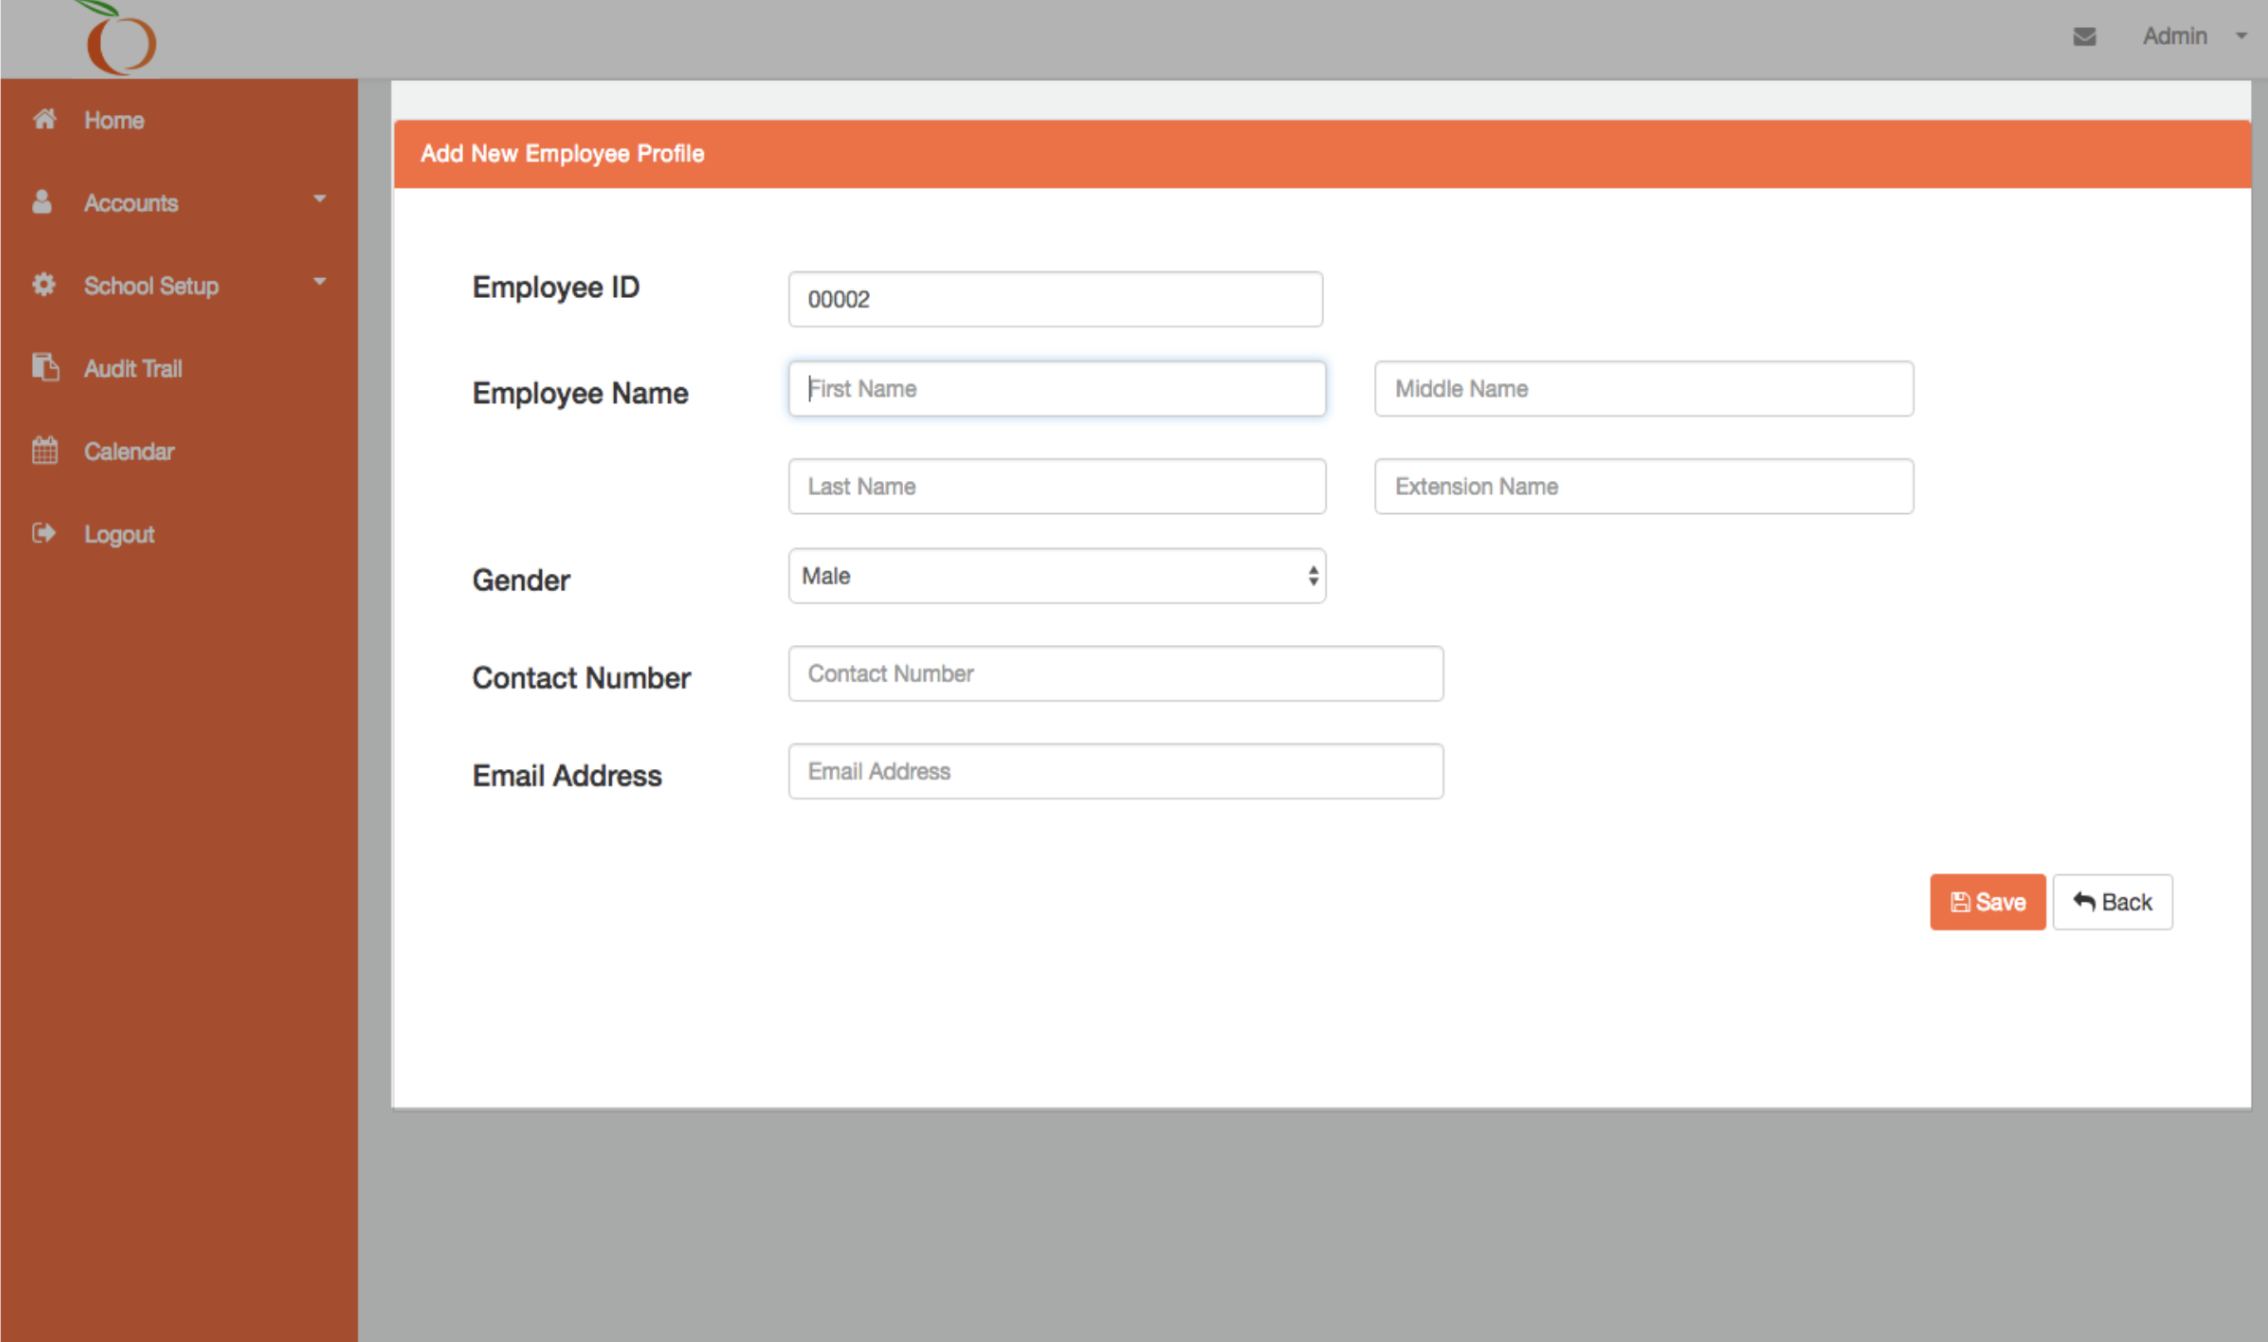 Admin
Home
Accounts
School Setup
Audit Trail
Calendar
Logout
Add New Employee Profile
Employee ID
00002
Employee Name
First Name
Middle Name
Last Name
Extension Name
Gender
Male
Contact Number
Contact Number
Email Address
Email Address
Save
Back